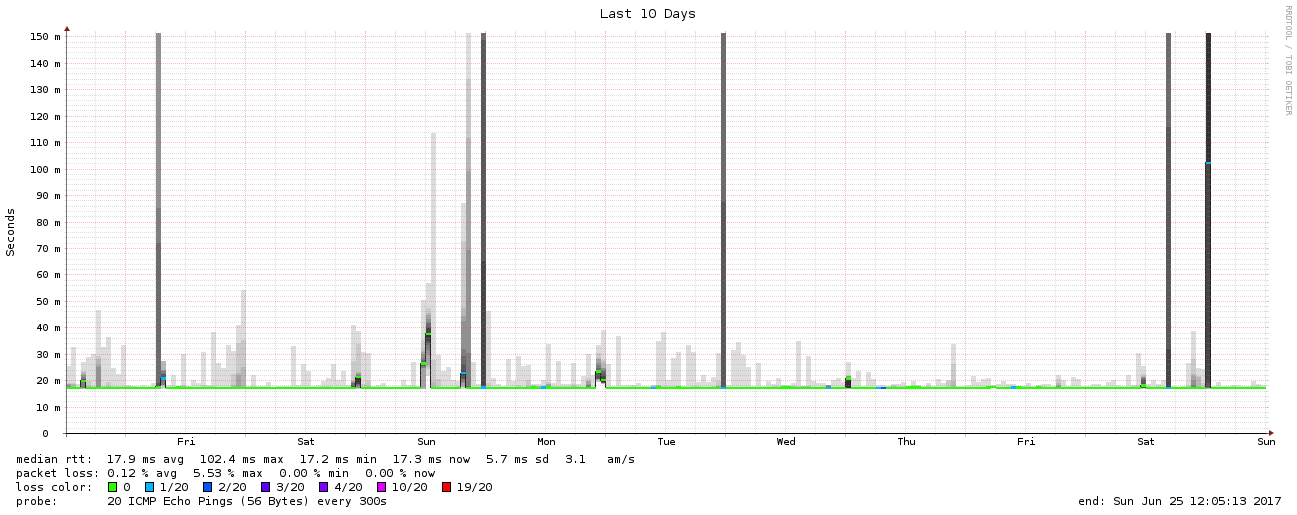 Last 10 Days
RRDTOOL / TOBI OETIKER
Seconds
150 m
140 m
130 m
120 m
110 m
100 m
90 m
80 m
70 m
60 m
50 m
40 m
30 m
20 m
10 m
0
Fri Sat Sun Mon Tue Wed Thu Fri Sat Sun
median rtt: 17.9 ms avg 102.4 ms max 17.2 ms min 17.3 ms now 5.7 ms sd 3.1 am/s
packet loss: 0.12 % avg 5.53 % max 0.00 % min 0.00 % now
loss color: 0 1/20 2/20 3/20 4/20 10/20 19/20
probe: 20 ICMP Echo Pings (56 Bytes) every 300s end: Sun Jun 25 12:05:13 2017